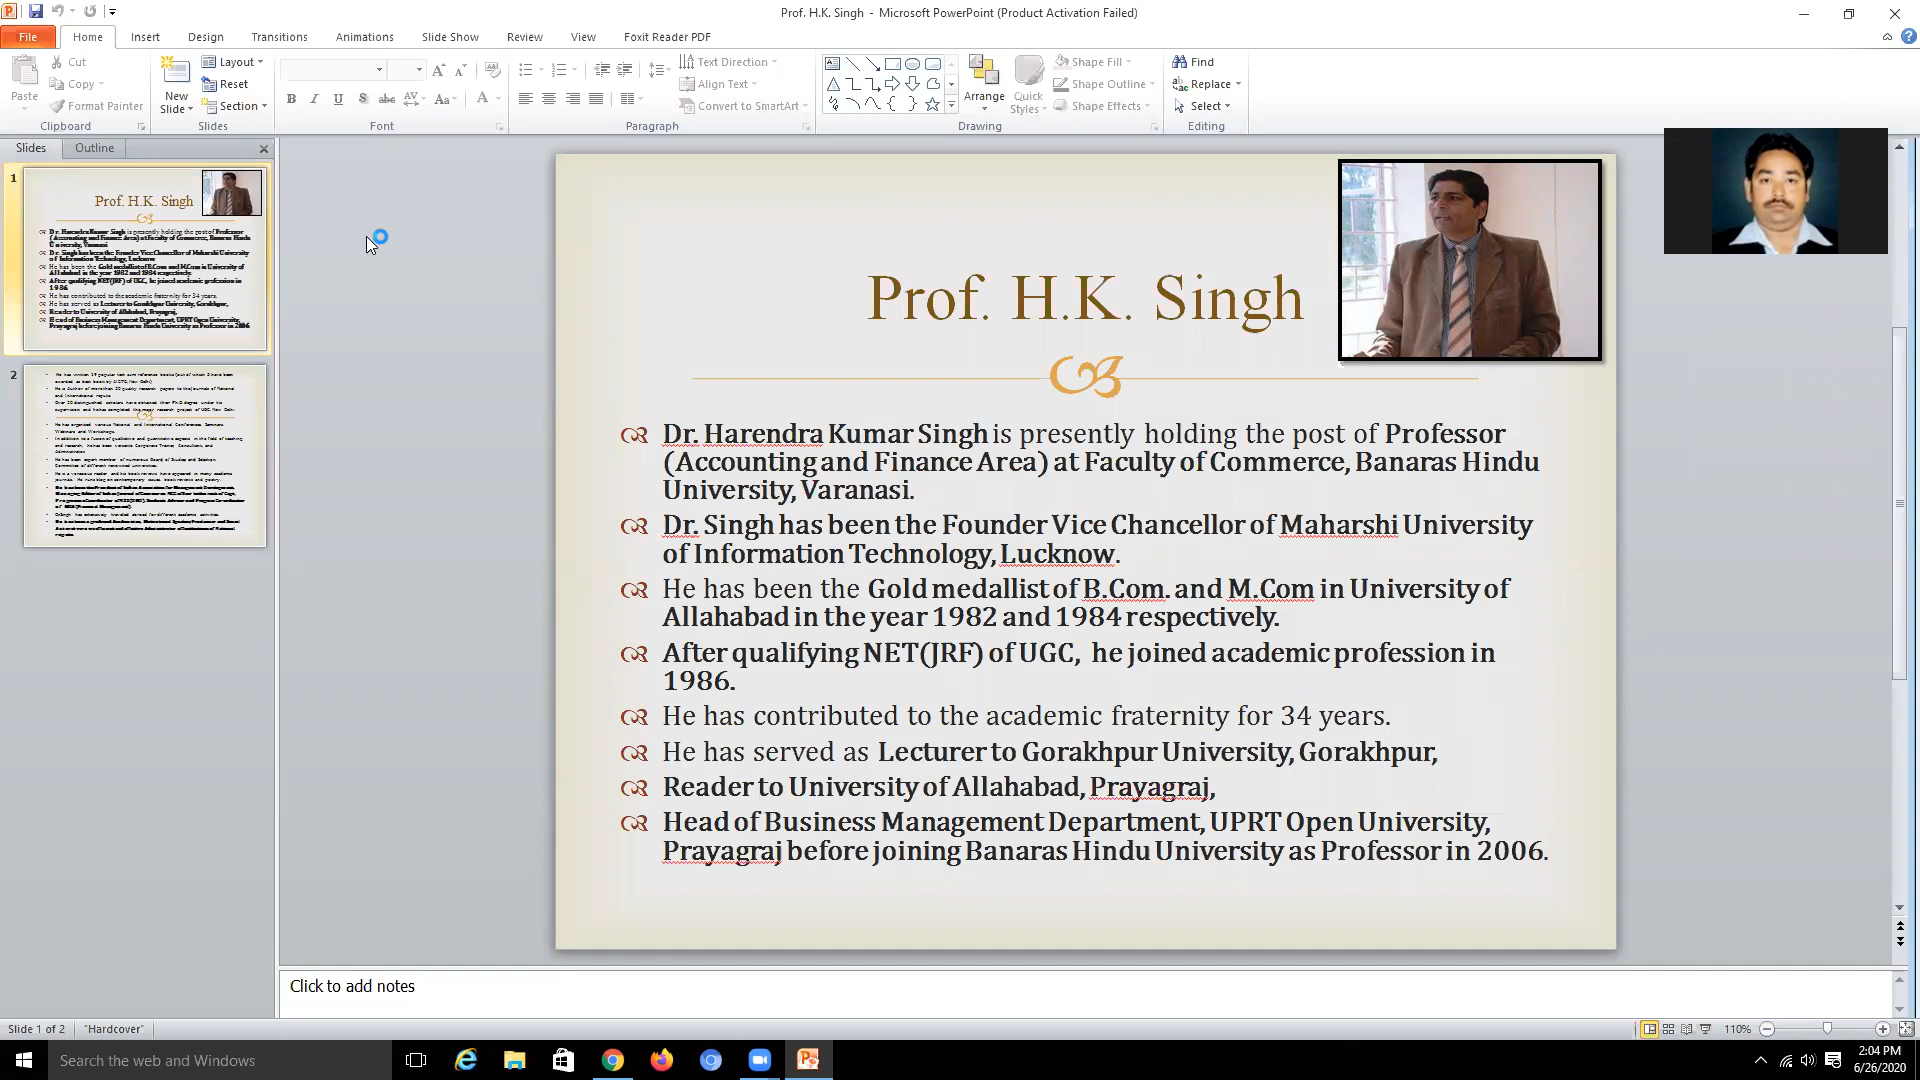 Prof. H.K. Singh - Microsoft PowerPoint (Product Activation Failed)
File Home Insert Design Transitions Animations Slide Show Review View Foxit Reader PDF
Paste
Cut
Copy
Format Painter
Clipboard
New Slide
Layout
Reset
Section
Slides
Font
Text Direction
Align Text
Convert to SmartArt
Paragraph
Arrange
Quick Styles
Shape Fill
Shape Outline
Shape Effects
Drawing
Find
Replace
Select
Editing
Slides Outline
1
Prof. H.K. Singh
2
Prof. H.K. Singh
Dr. Harendra Kumar Singh is presently holding the post of Professor
(Accounting and Finance Area) at Faculty of Commerce, Banaras Hindu
University, Varanasi.
Dr. Singh has been the Founder Vice Chancellor of Maharshi University
of Information Technology, Lucknow.
He has been the Gold medallist of B.Com. and M.Com in University of
Allahabad in the year 1982 and 1984 respectively.
After qualifying NET(JRF) of UGC, he joined academic profession in
1986.
He has contributed to the academic fraternity for 34 years.
He has served as Lecturer to Gorakhpur University, Gorakhpur,
Reader to University of Allahabad, Prayagraj,
Head of Business Management Department, UPRT Open University,
Prayagraj before joining Banaras Hindu University as Professor in 2006.
Click to add notes
Slide 1 of 2 "Hardcover" 110%
Search the web and Windows
2:04 PM
6/26/2020